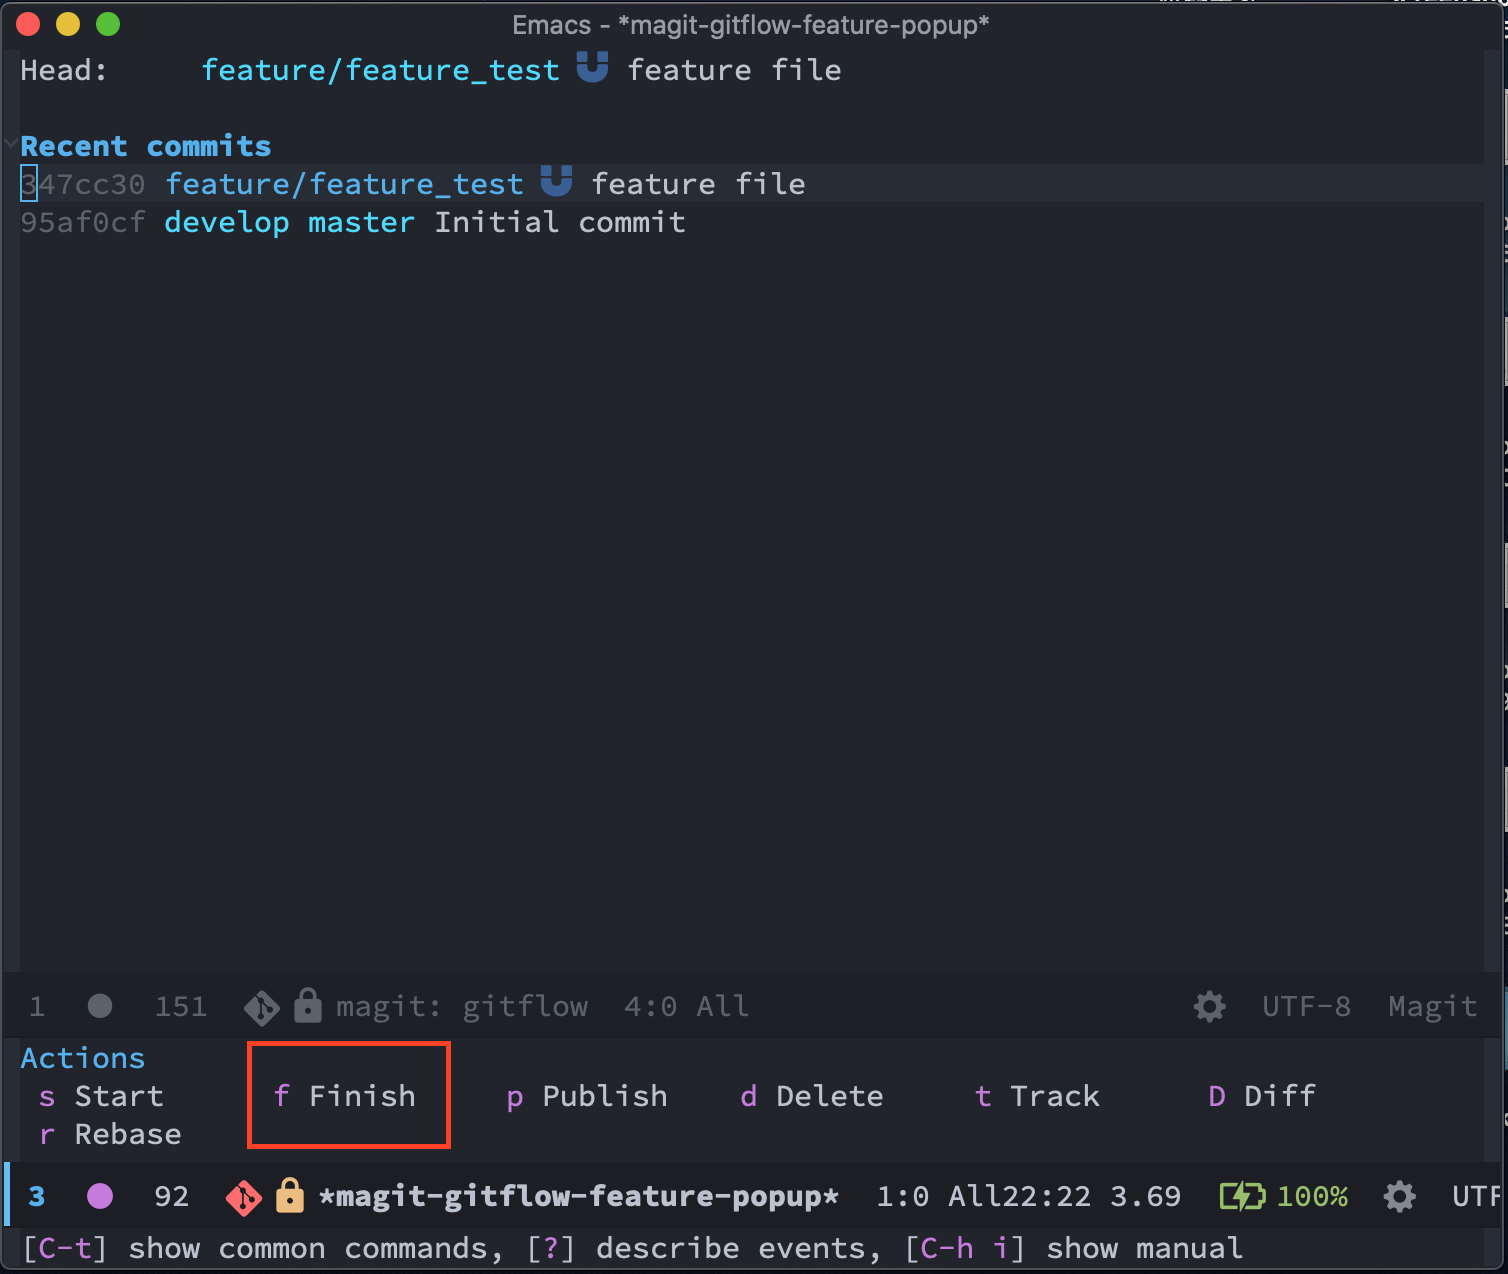 Emacs - *magit-gitflow-feature-popup*
Head: feature/feature_test feature file
Recent commits
347cc30 feature/feature_test feature file
95af0cf develop master Initial commit
1 151 magit: gitflow 4:0 All UTF-8 Magit
Actions
s Start f Finish p Publish d Delete t Track D Diff
r Rebase
3 92 *magit-gitflow-feature-popup* 1:0 All22:22 3.69 100% UTF
[C-t] show common commands, [?] describe events, [C-h i] show manual